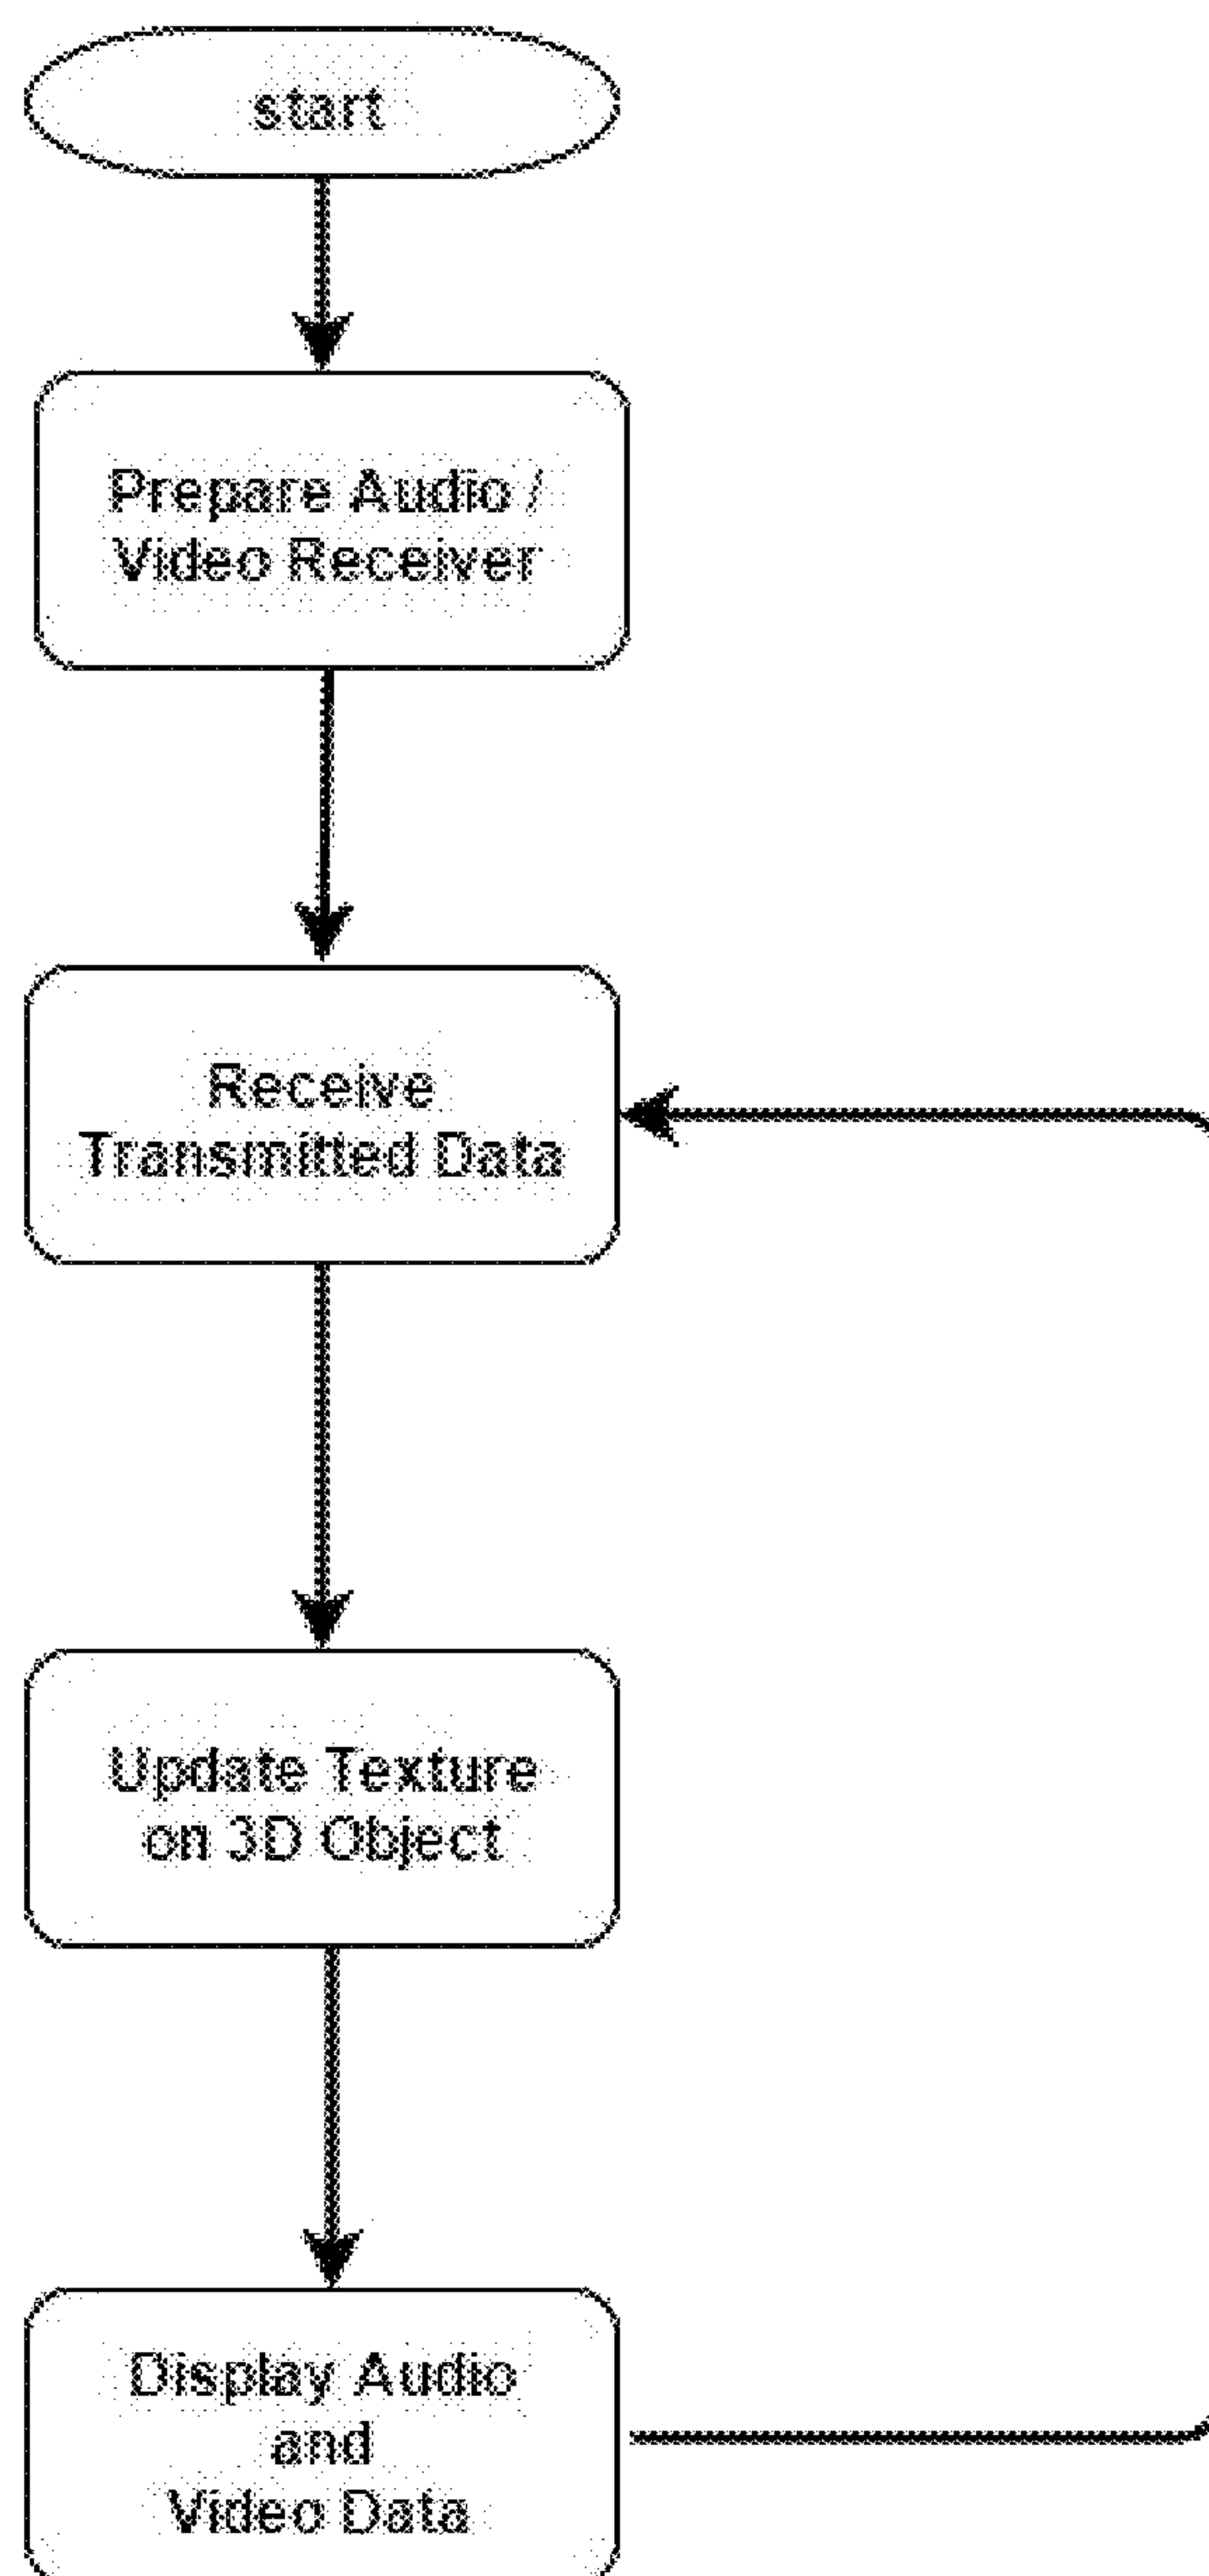 start
Prepare Audio /
Video Receiver
Receive
Transmitted Data
Update Texture
on 3D Object
Display Audio
and
Video Data